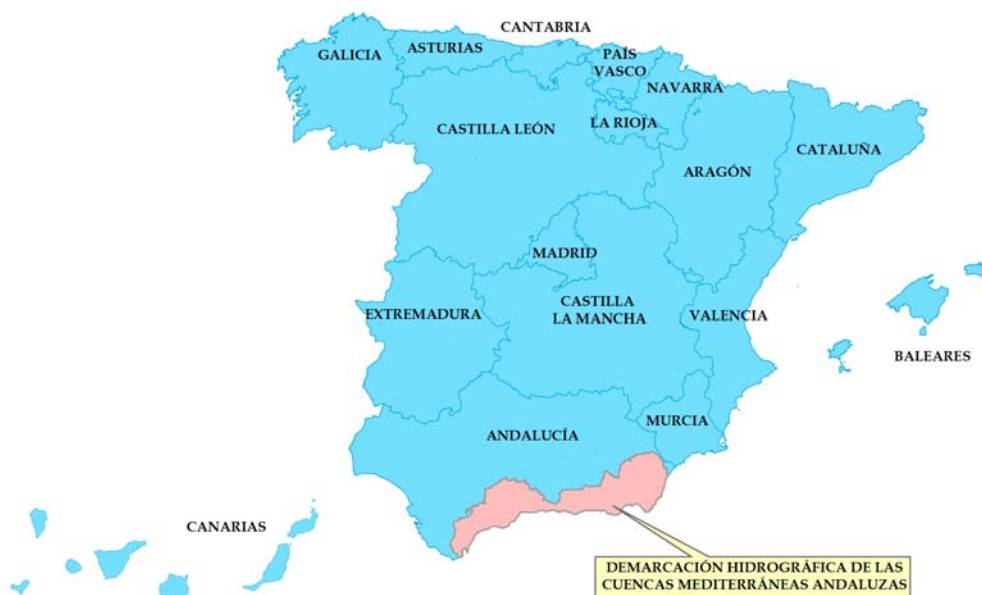 CANTABRIA
GALICIA
ASTURIAS
PAÍS
VASCO
NAVARRA
LA RIOJA
CASTILLA LEÓN
CATALUÑA
ARAGÓN
MADRID
EXTREMADURA
CASTILLA
LA MANCHA
VALENCIA
BALEARES
MURCIA
ANDALUCÍA
CANARIAS
DEMARCACIÓN HIDROGRÁFICA DE LAS
CUENCAS MEDITERRÁNEAS ANDALUZAS